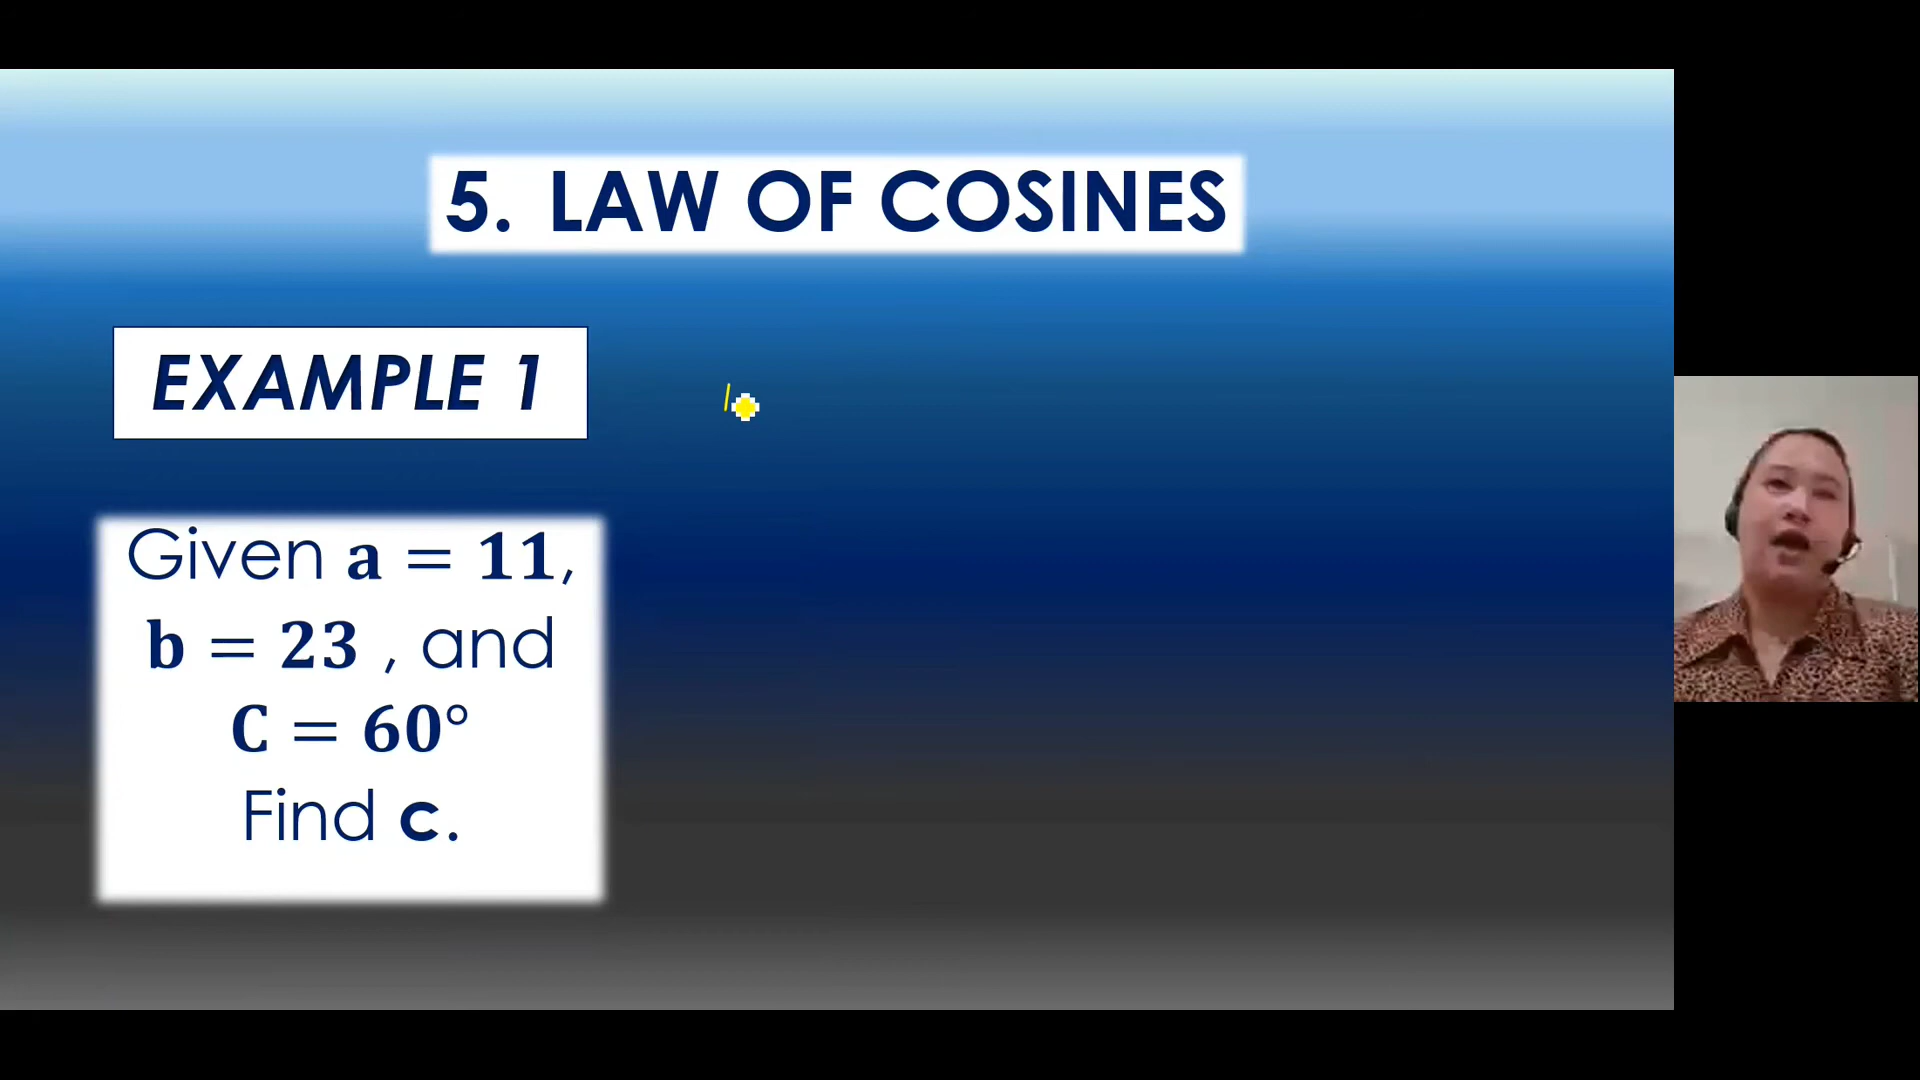 5. LAW OF COSINES
EXAMPLE 1
Given a = 11,
b = 23 , and
C = 60°
Find c.